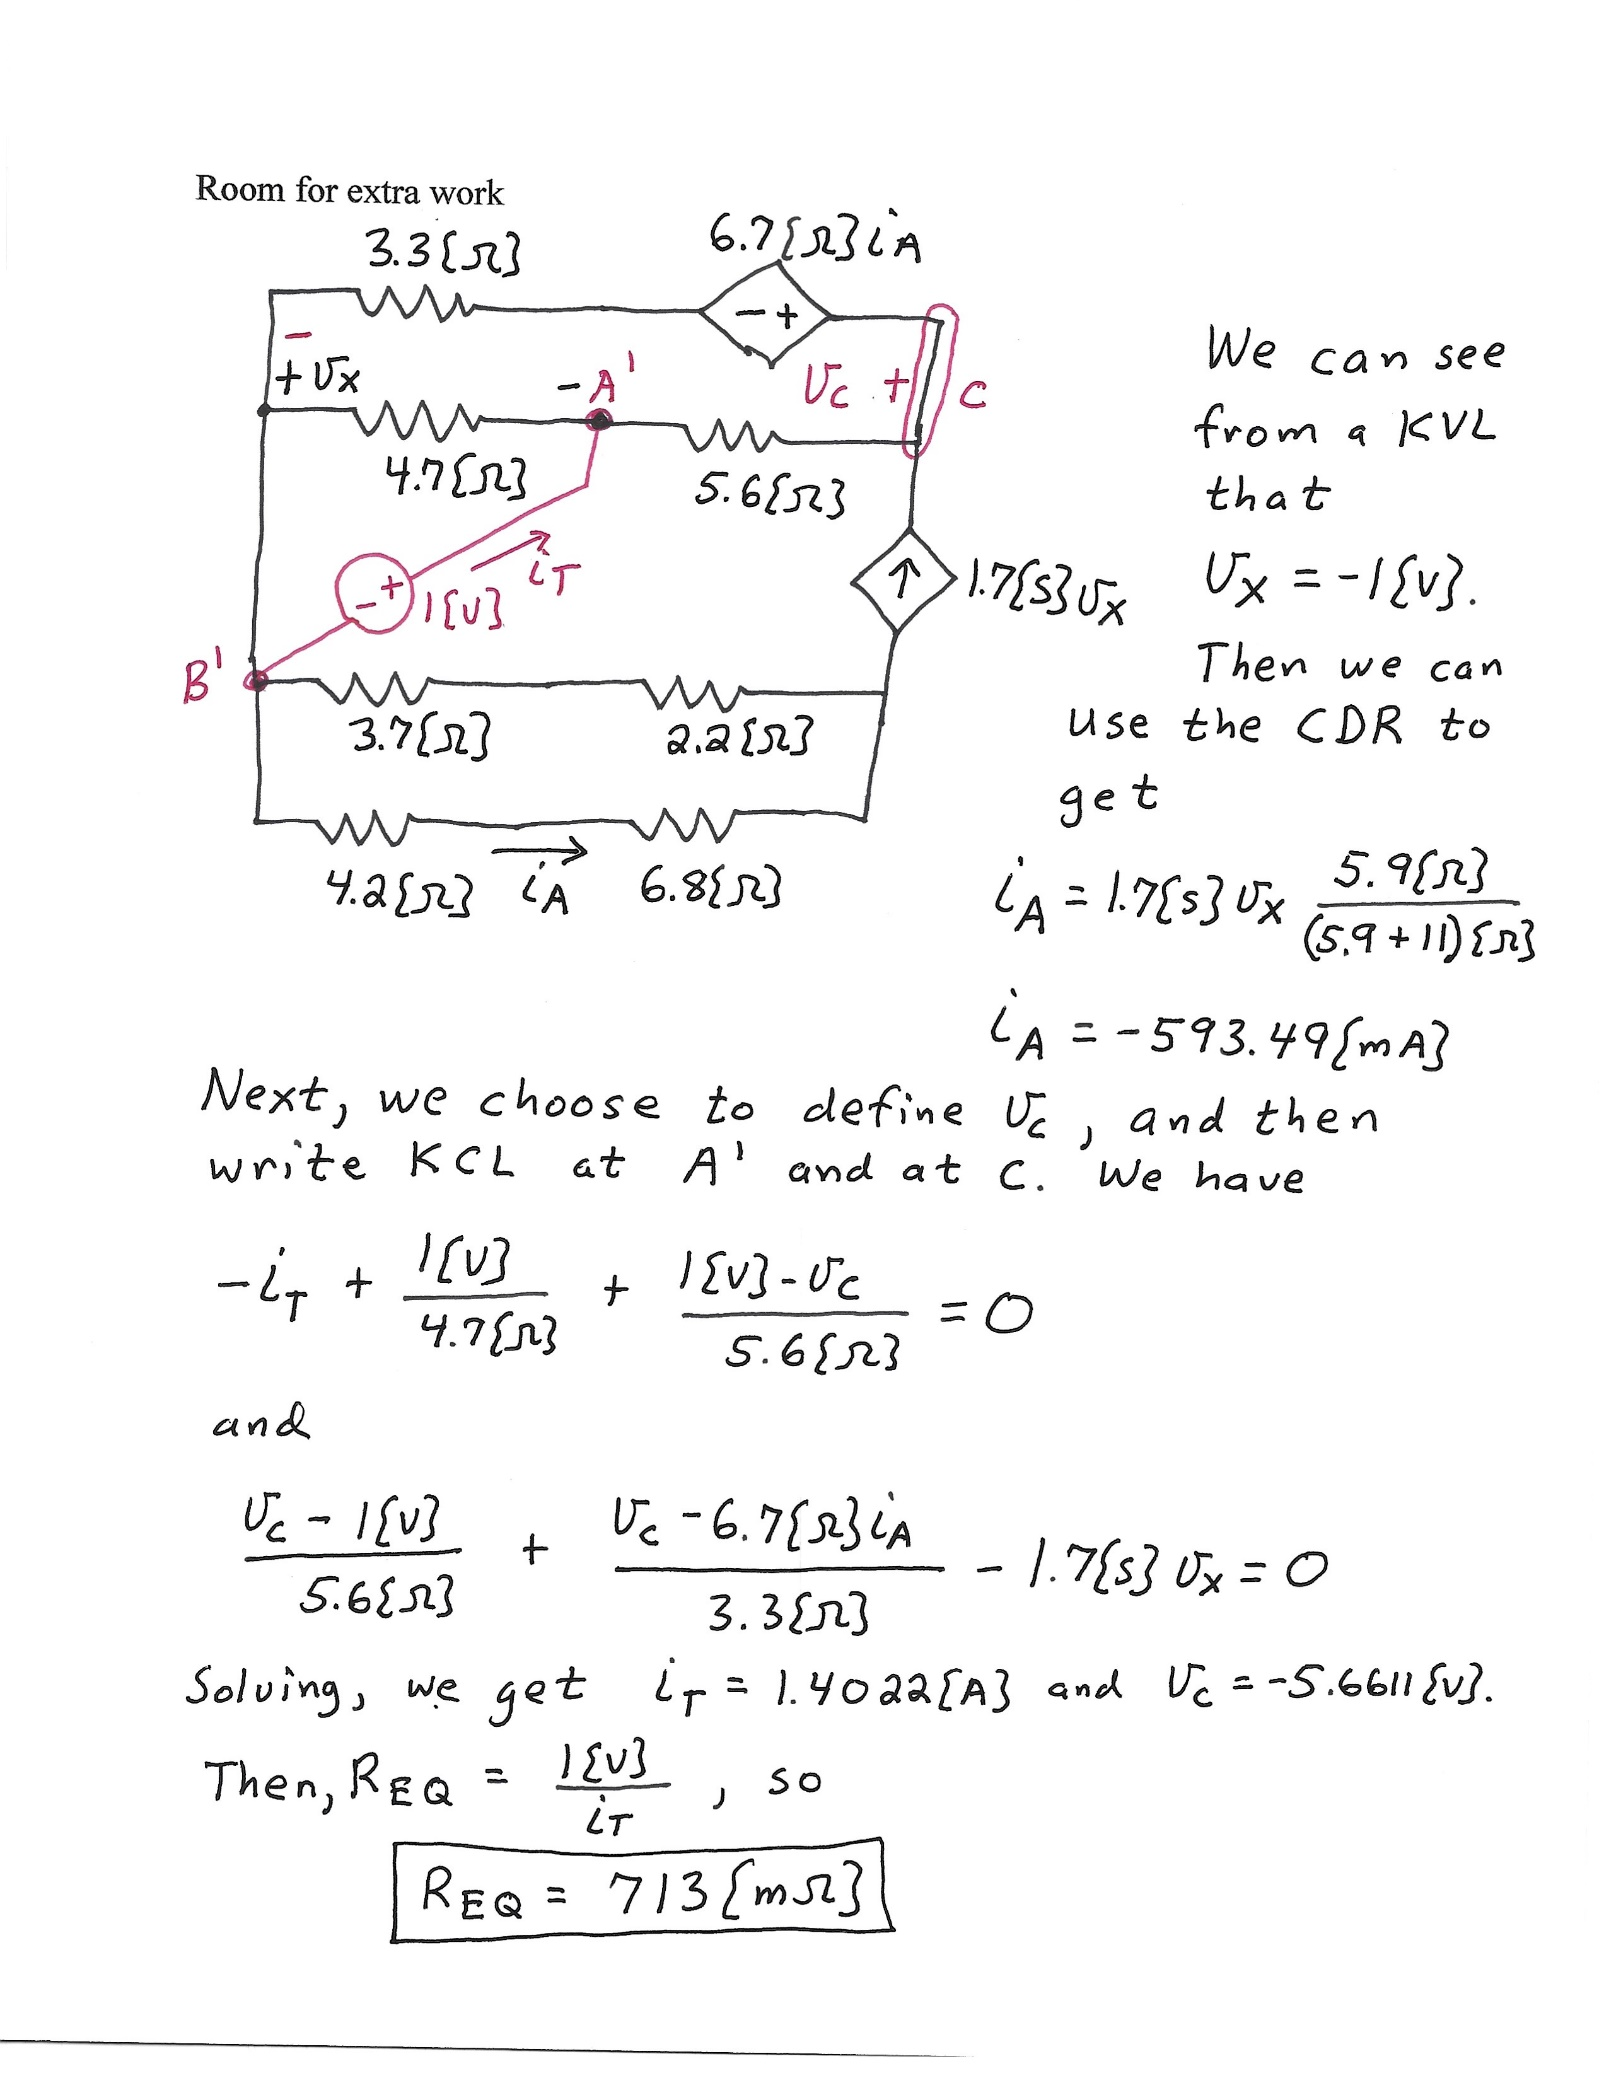 Room for extra work
3.3{Ω}
6.7{Ω}iA
−
+ vx
− A'
vC +
C
4.7{Ω}
5.6{Ω}
− +
iT
1{V}
1.7{S}vx
B'
3.7{Ω}
2.2{Ω}
4.2{Ω}
iA
6.8{Ω}
We can see
from a KVL
that
vx = -1{V}.
Then we can
use the CDR to
get
iA = 1.7{S} vx 5.9{Ω} / (5.9 + 11){Ω}
iA = -593.49{mA}
Next, we choose to define vC, and then
write KCL at A' and at C. We have
-iT + 1{V} / 4.7{Ω} + 1{V} - vC / 5.6{Ω} = 0
and
vC - 1{V} / 5.6{Ω} + vC - 6.7{Ω}iA / 3.3{Ω} - 1.7{S} vx = 0
Solving, we get iT = 1.4022{A} and vC = -5.6611{V}.
Then, REQ = 1{V} / iT , so
REQ = 713{mΩ}